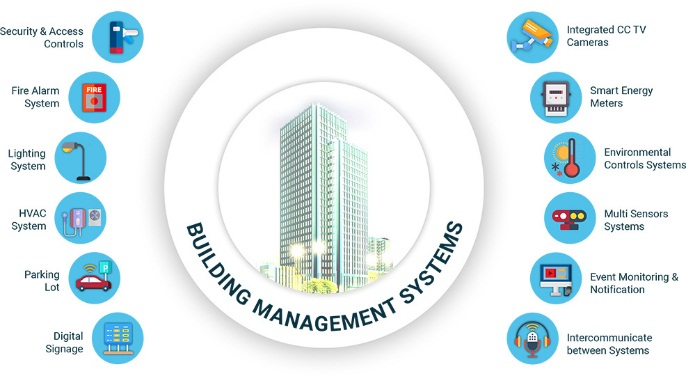 Security & Access
Controls
Fire Alarm
System
FIRE
Lighting
System
HVAC
System
Parking
Lot
P
Digital
Signage
BUILDING MANAGEMENT SYSTEMS
Integrated CC TV
Cameras
Smart Energy
Meters
Environmental
Controls Systems
Multi Sensors
Systems
Event Monitoring &
Notification
Intercommunicate
between Systems